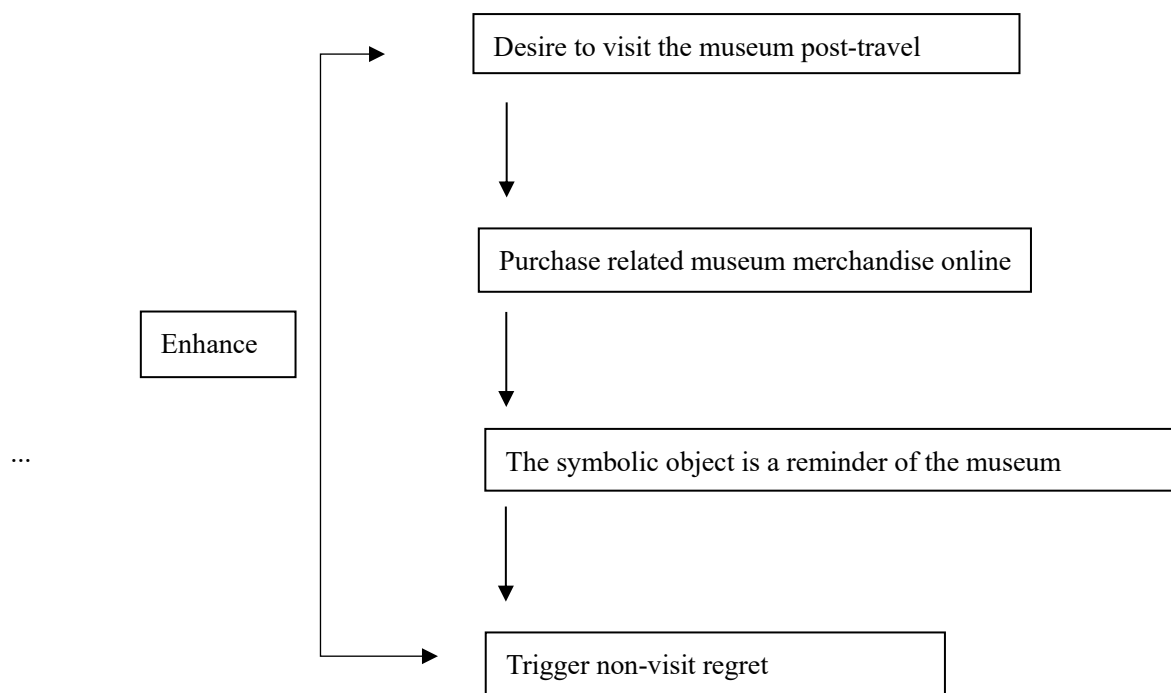 Desire to visit the museum post-travel
Purchase related museum merchandise online
Enhance
The symbolic object is a reminder of the museum
...
Trigger non-visit regret